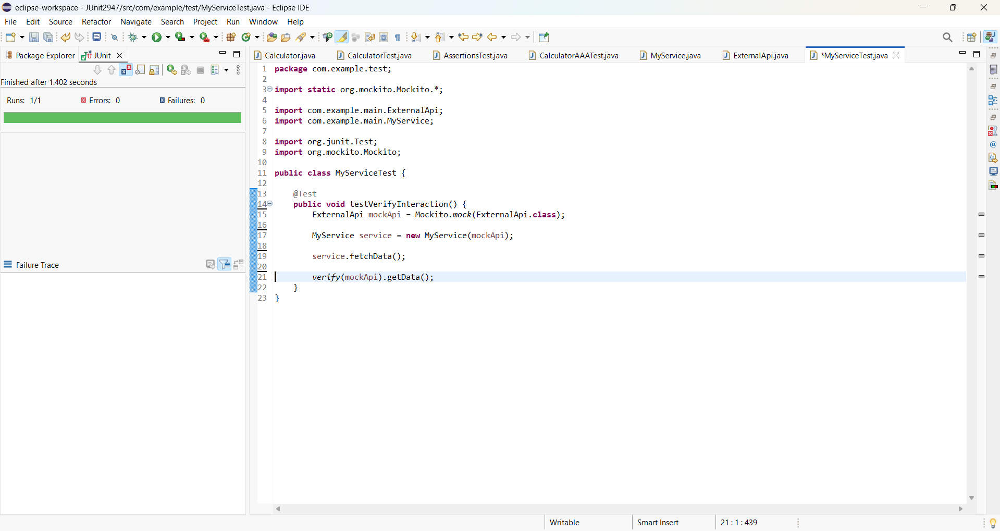 eclipse-workspace - JUnit2947/src/com/example/test/MyServiceTest.java - Eclipse IDE
File Edit Source Refactor Navigate Search Project Run Window Help
Package Explorer JUnit
Finished after 1.402 seconds
Runs: 1/1 Errors: 0 Failures: 0
Failure Trace
Calculator.java CalculatorTest.java AssertionsTest.java CalculatorAAATest.java MyService.java ExternalApi.java *MyServiceTest.java
1 package com.example.test;
2
3 import static org.mockito.Mockito.*;
4
5 import com.example.main.ExternalApi;
6 import com.example.main.MyService;
7
8 import org.junit.Test;
9 import org.mockito.Mockito;
10
11 public class MyServiceTest {
12
13 @Test
14 public void testVerifyInteraction() {
15 ExternalApi mockApi = Mockito.mock(ExternalApi.class);
16
17 MyService service = new MyService(mockApi);
18
19 service.fetchData();
20
21 verify(mockApi).getData();
22 }
23 }
Writable Smart Insert 21 : 1 : 439